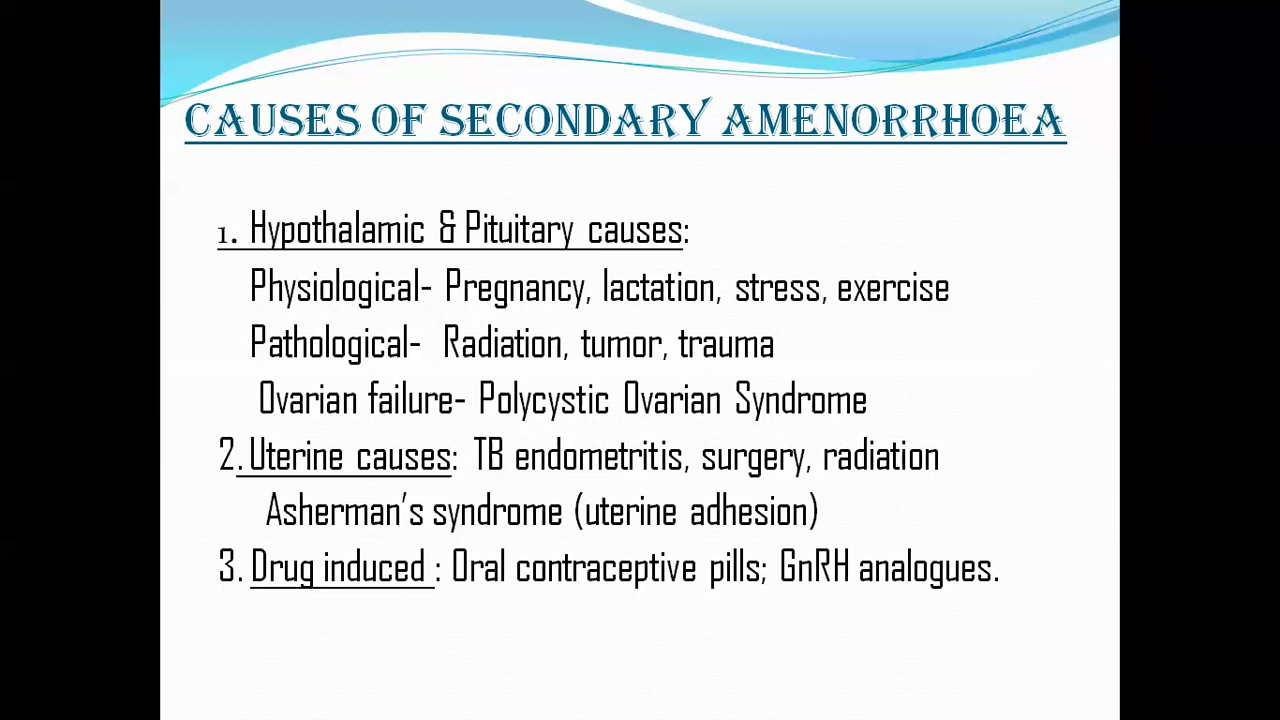 CAUSES OF SECONDARY AMENORRHOEA
1. Hypothalamic & Pituitary causes:
Physiological- Pregnancy, lactation, stress, exercise
Pathological- Radiation, tumor, trauma
Ovarian failure- Polycystic Ovarian Syndrome
2. Uterine causes: TB endometritis, surgery, radiation
Asherman's syndrome (uterine adhesion)
3. Drug induced : Oral contraceptive pills; GnRH analogues.